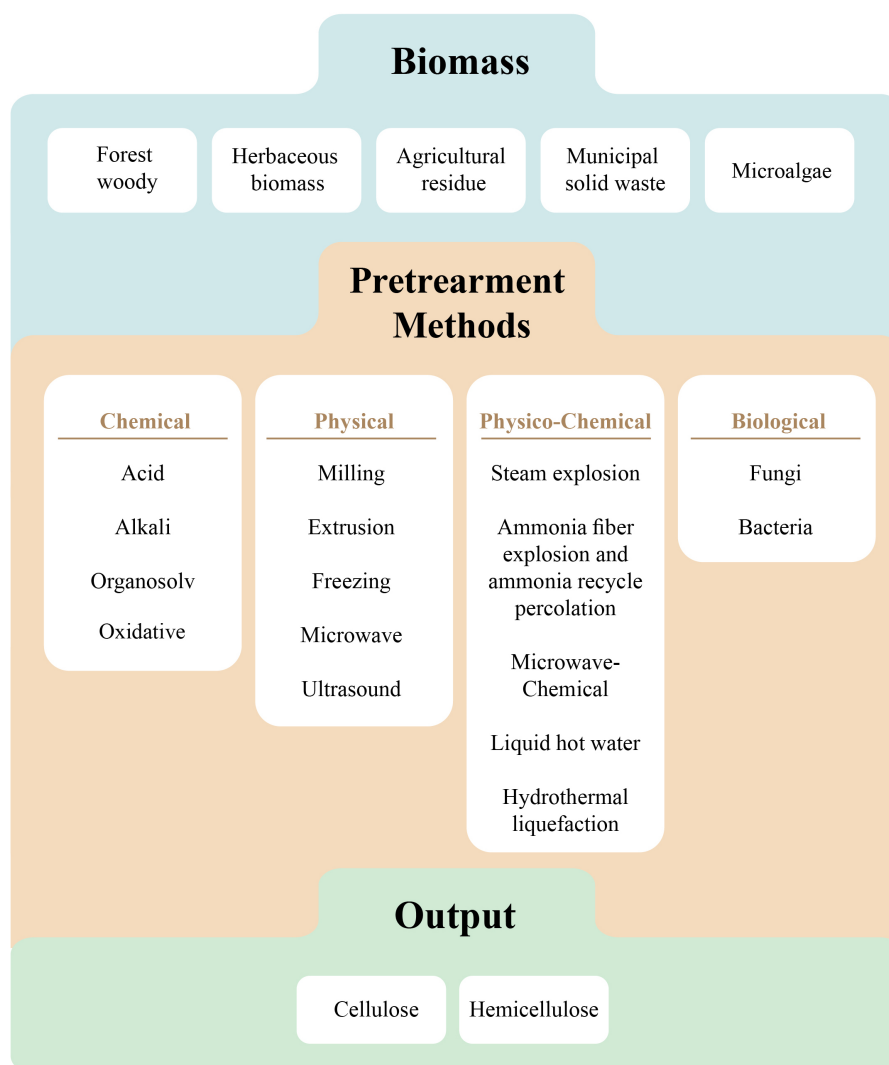 Biomass
Forest
woody
Herbaceous
biomass
Agricultural
residue
Municipal
solid waste
Microalgae
Pretrearment
Methods
Chemical
Acid
Alkali
Organosolv
Oxidative
Physical
Milling
Extrusion
Freezing
Microwave
Ultrasound
Physico-Chemical
Steam explosion
Ammonia fiber
explosion and
ammonia recycle
percolation
Microwave-
Chemical
Liquid hot water
Hydrothermal
liquefaction
Biological
Fungi
Bacteria
Output
Cellulose
Hemicellulose